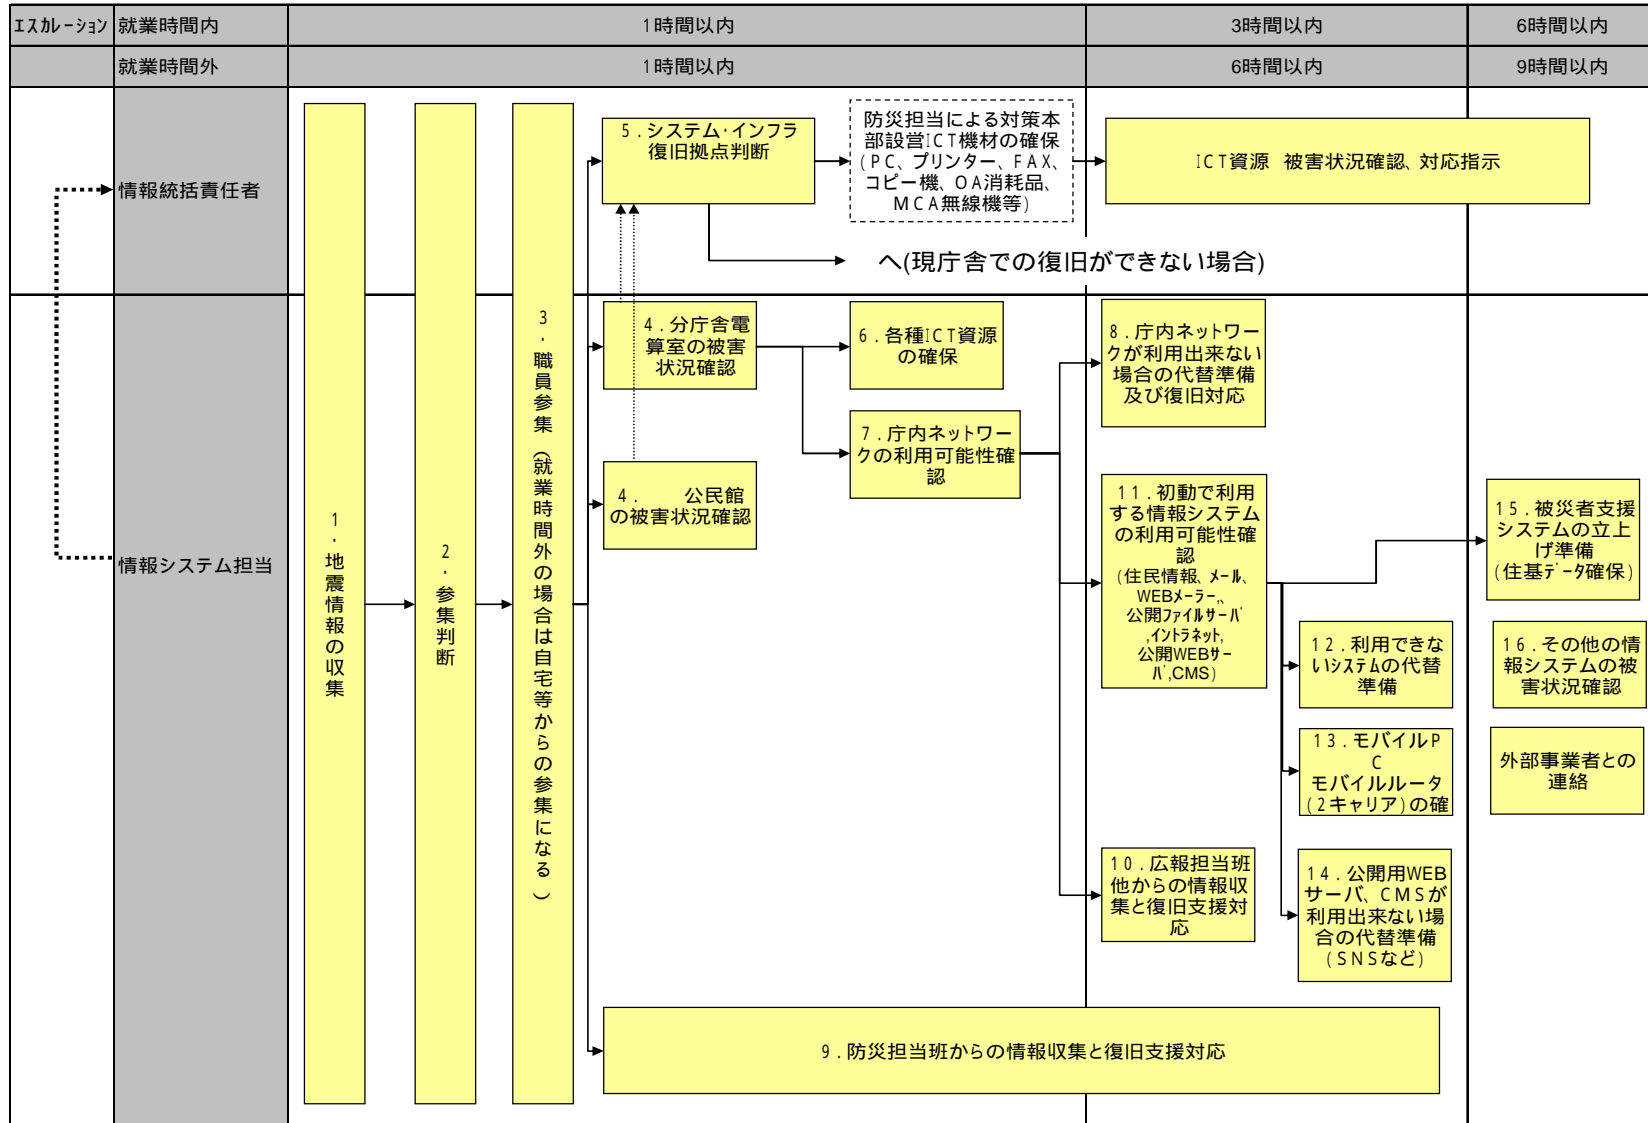 エスカレーション 就業時間内 1時間以内 3時間以内 6時間以内
就業時間外 1時間以内 6時間以内 9時間以内
情報統括責任者
情報システム担当
1．地震情報の収集
2．参集判断
3．職員参集（就業時間外の場合は自宅等からの参集になる）
5．システム・インフラ
復旧拠点判断
防災担当による対策本
部設営ICT機材の確保
(PC、プリンター、FAX、
コピー機、OA消耗品、
MCA無線機等)
ICT資源 被害状況確認、対応指示
へ(現庁舎での復旧ができない場合)
4．分庁舎電
算室の被害
状況確認
4． 公民館
の被害状況確認
6．各種ICT資源
の確保
7．庁内ネットワー
クの利用可能性確
認
8．庁内ネットワー
クが利用出来ない
場合の代替準備
及び復旧対応
11．初動で利用
する情報システム
の利用可能性確
認
(住民情報、メール、
WEBメーラー,、
公開ファイルサーバ
,イントラネット,
公開WEBサー
バ,CMS)
10．広報担当班
他からの情報収
集と復旧支援対
応
12．利用できな
いシステムの代替
準備
13．モバイルP
C
モバイルルータ
(2キャリア)の確
14．公開用WEB
サーバ、CMSが
利用出来ない場
合の代替準備
(SNSなど)
15．被災者支援
システムの立上
げ準備
(住基データ確保)
16．その他の情
報システムの被
害状況確認
外部事業者との
連絡
9．防災担当班からの情報収集と復旧支援対応